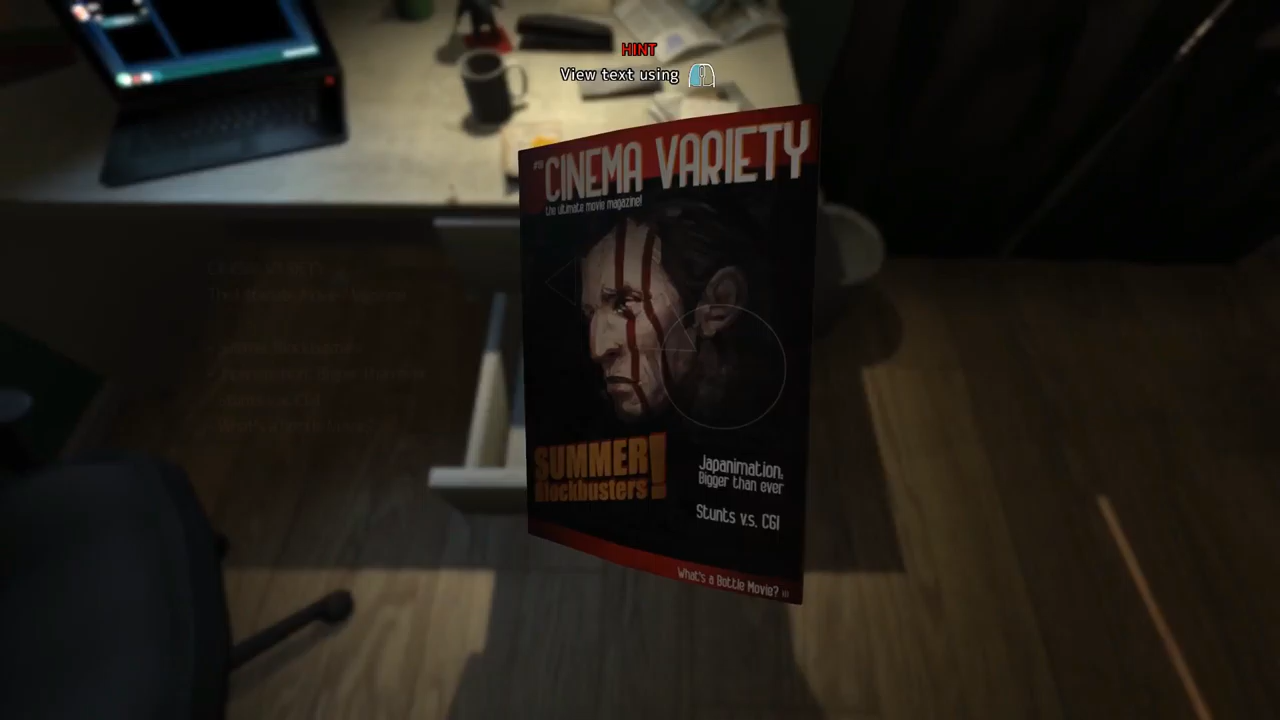 HINT
View text using
CINEMA VARIETY
the ultimate movie magazine!
SUMMER!
Blockbusters
Japanimation,
Bigger than ever
Stunts v.s. CGI
What's a Bottle Movie?